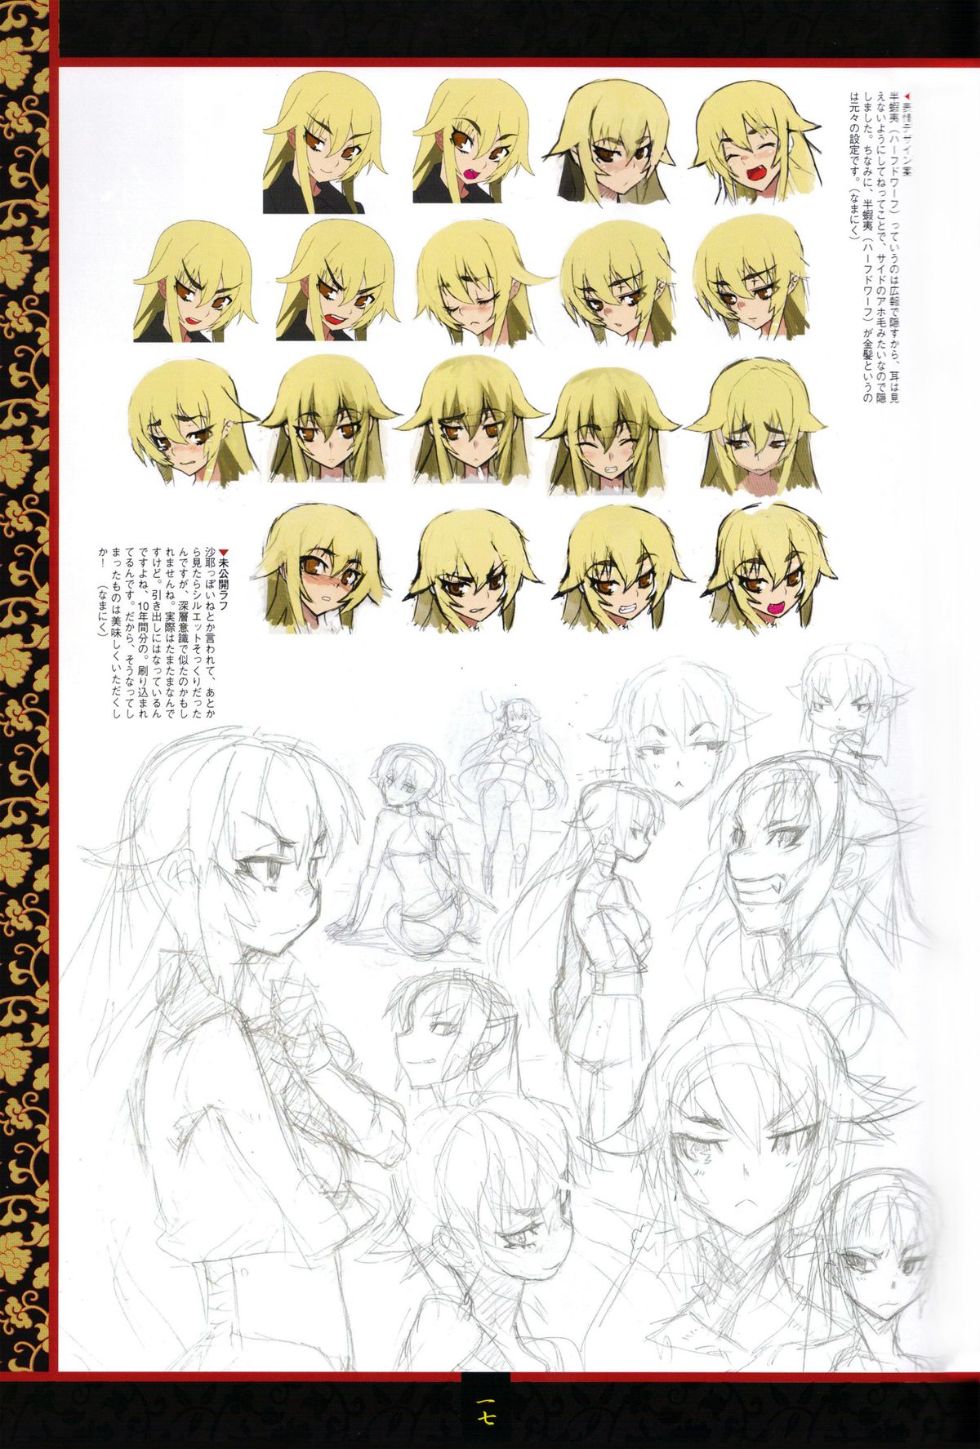 ◀表情デザイン案
半蝦夷(ハーフドワーフ)っていうのは広報で隠すから、耳は見
えないようにしてねってことで、サイドのアホ毛みたいなので隠
しました。ちなみに、半蝦夷(ハーフドワーフ)が金髪というの
は元々の設定です。(なまにく)
▼未公開ラフ
沙耶っぽいねとか言われて、あとか
ら見たらシルエットそっくりだった
んですが、深層意識で似たのかもし
れませんね。実際はたまたまなんで
すけど。引き出しにはなっているん
ですよね、10年間分の。刷り込まれ
てるんです。だから、そうなってし
まったものは美味しくいただくし
か!(なまにく)
一七